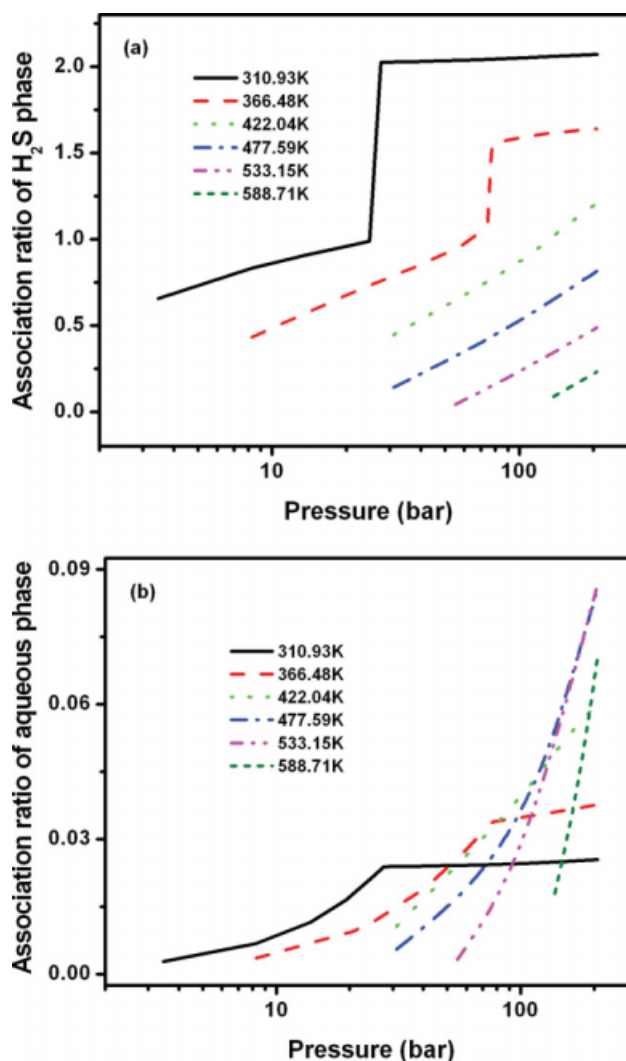 (a)
Association ratio of H₂S phase
2.0
1.5
1.0
0.5
0.0
310.93K
366.48K
422.04K
477.59K
533.15K
588.71K
10
100
Pressure (bar)
(b)
Association ratio of aqueous phase
0.09
0.06
0.03
0.00
310.93K
366.48K
422.04K
477.59K
533.15K
588.71K
10
100
Pressure (bar)